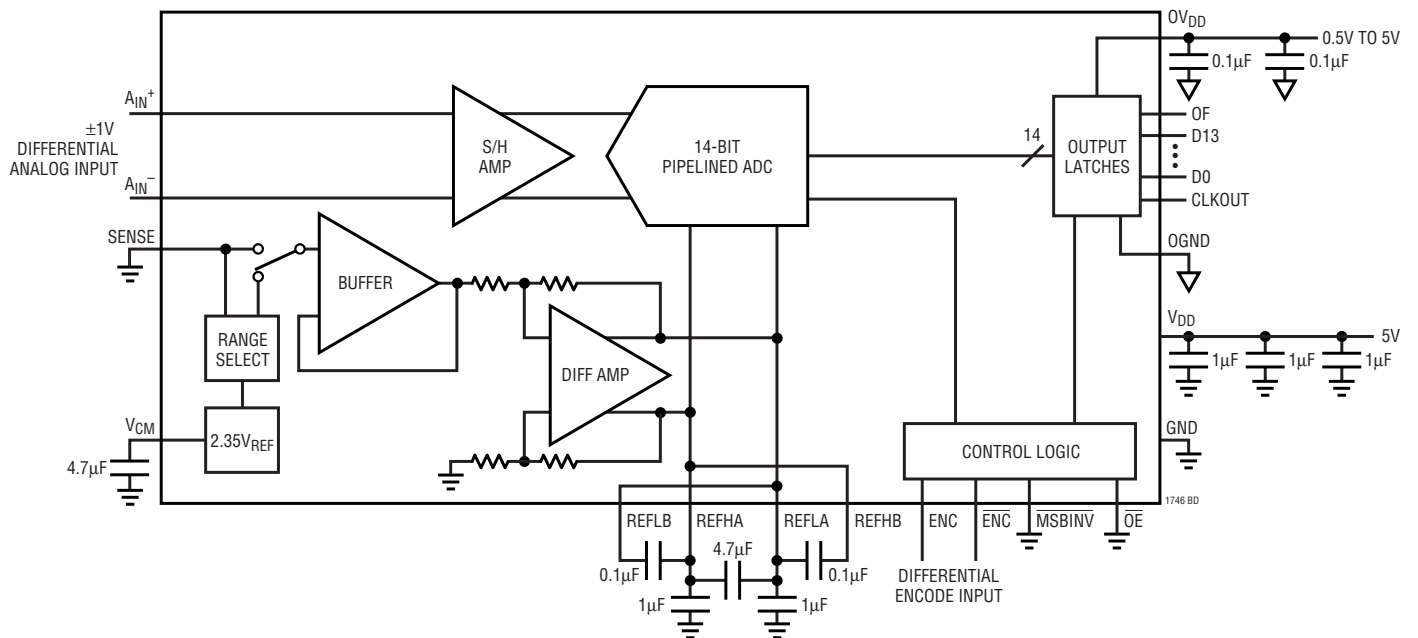 OVDD
0.5V TO 5V
0.1µF
0.1µF
AIN+
±1V
DIFFERENTIAL
ANALOG INPUT
AIN−
S/H
AMP
14-BIT
PIPELINED ADC
14
OUTPUT
LATCHES
OF
D13
D0
CLKOUT
OGND
SENSE
BUFFER
RANGE
SELECT
DIFF AMP
VDD
5V
1µF
1µF
1µF
VCM
2.35VREF
4.7µF
GND
CONTROL LOGIC
1746 BD
REFLB
REFHA
REFLA
REFHB
ENC
E̅N̅C̅
M̅S̅B̅I̅N̅V̅
O̅E̅
0.1µF
4.7µF
0.1µF
1µF
1µF
DIFFERENTIAL
ENCODE INPUT